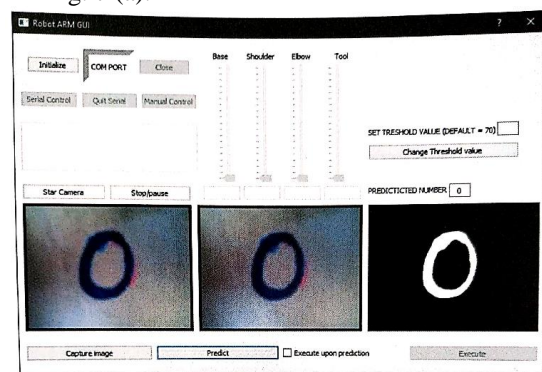 Robot ARM GUI ? ×
Base Shoulder Elbow Tool
Initialize COM PORT Close
Serial Control Quit Serial Manual Control
SET TRESHOLD VALUE (DEFAULT = 70)
Change Threshold value
Star Camera Stop/pause
PREDICTICTED NUMBER 0
Capture image Predict Execute upon prediction Execute